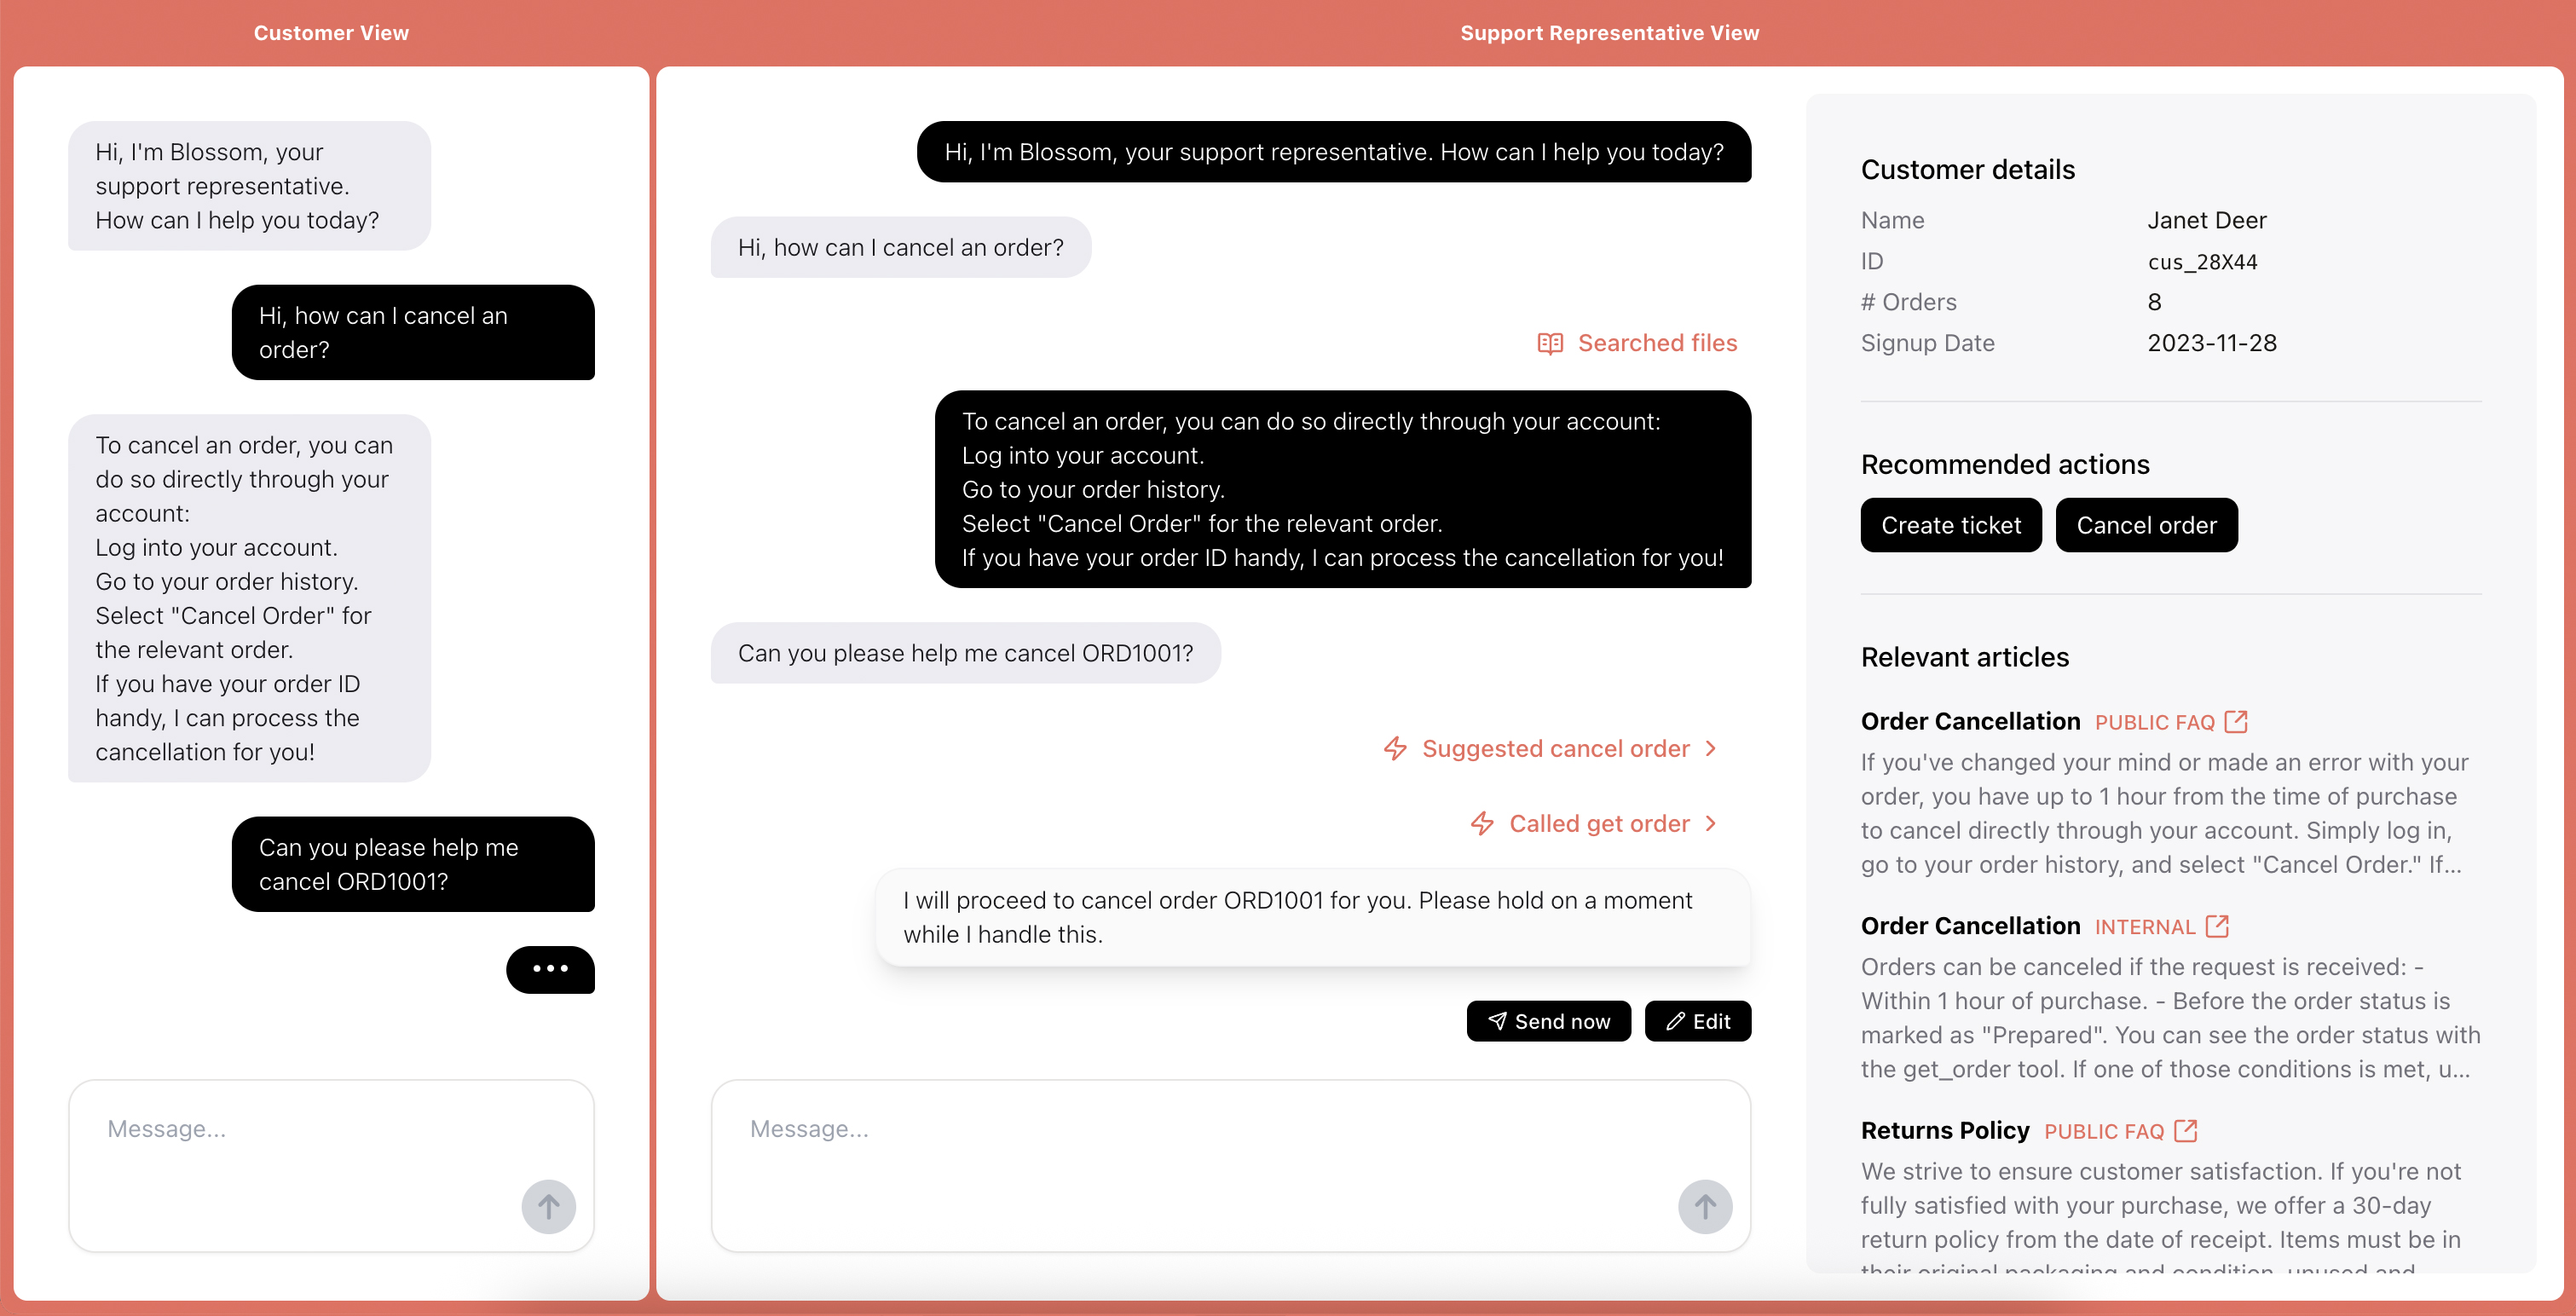 Customer View
Hi, I'm Blossom, your
support representative.
How can I help you today?
Hi, how can I cancel an
order?
To cancel an order, you can
do so directly through your
account:
Log into your account.
Go to your order history.
Select "Cancel Order" for
the relevant order.
If you have your order ID
handy, I can process the
cancellation for you!
Can you please help me
cancel ORD1001?
Message...
Support Representative View
Hi, I'm Blossom, your support representative. How can I help you today?
Hi, how can I cancel an order?
Searched files
To cancel an order, you can do so directly through your account:
Log into your account.
Go to your order history.
Select "Cancel Order" for the relevant order.
If you have your order ID handy, I can process the cancellation for you!
Can you please help me cancel ORD1001?
Suggested cancel order
Called get order
I will proceed to cancel order ORD1001 for you. Please hold on a moment
while I handle this.
Send now Edit
Message...
Customer details
Name Janet Deer
ID cus_28X44
# Orders 8
Signup Date 2023-11-28
Recommended actions
Create ticket Cancel order
Relevant articles
Order Cancellation PUBLIC FAQ
If you've changed your mind or made an error with your
order, you have up to 1 hour from the time of purchase
to cancel directly through your account. Simply log in,
go to your order history, and select "Cancel Order." If...
Order Cancellation INTERNAL
Orders can be canceled if the request is received: -
Within 1 hour of purchase. - Before the order status is
marked as "Prepared". You can see the order status with
the get_order tool. If one of those conditions is met, u...
Returns Policy PUBLIC FAQ
We strive to ensure customer satisfaction. If you're not
fully satisfied with your purchase, we offer a 30-day
return policy from the date of receipt. Items must be in
their original packaging and condition, unused and